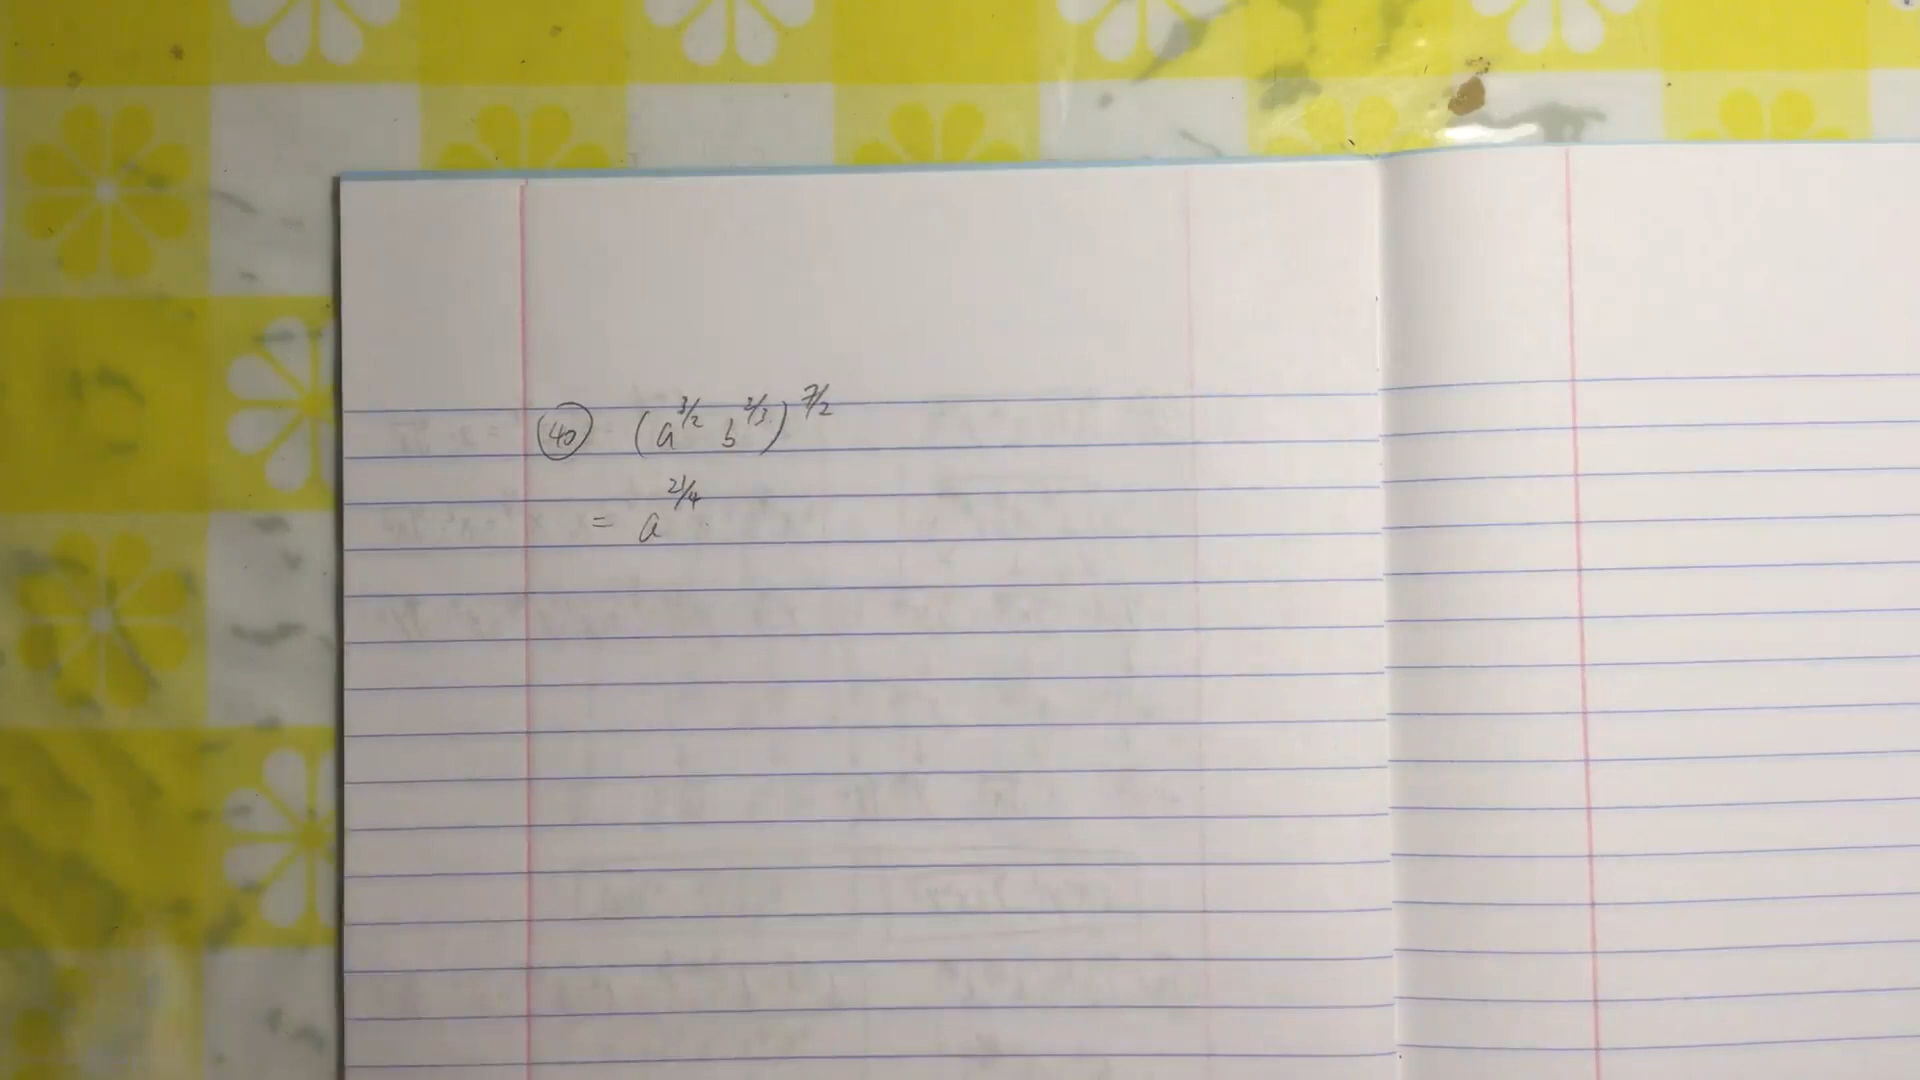 (40) (a^3/2 b^2/3)^7/2
= a^21/4